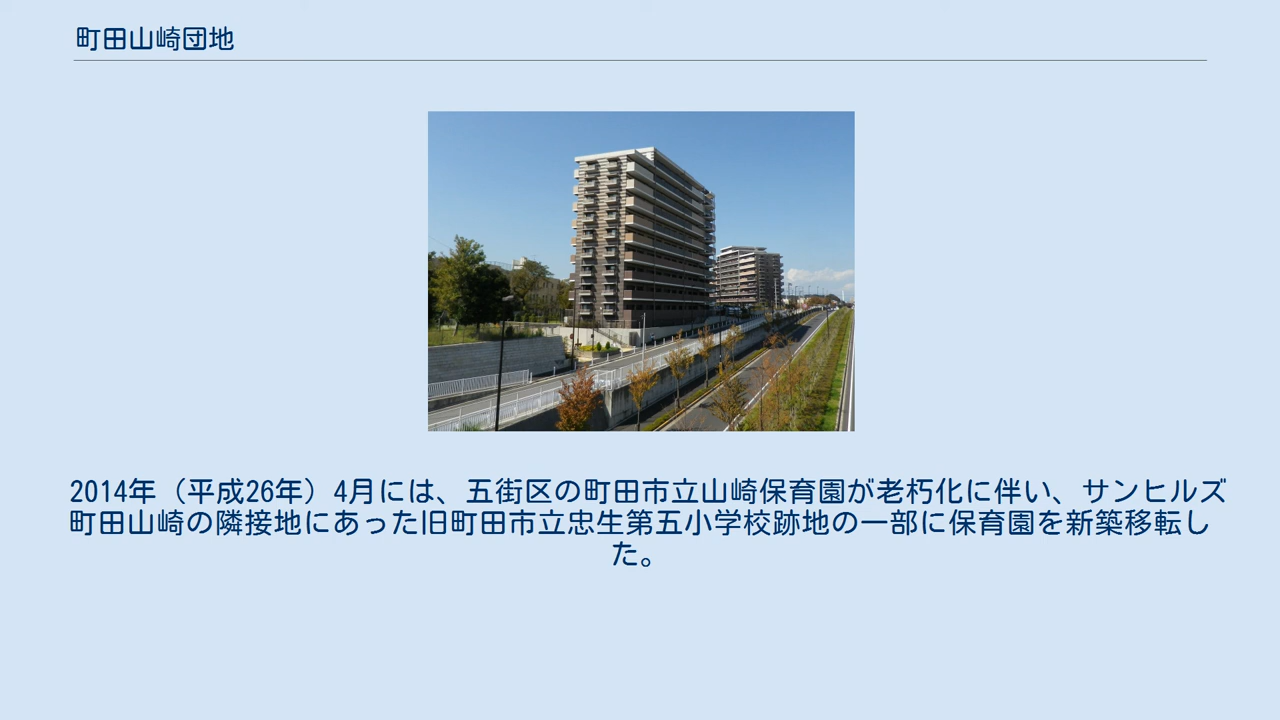 町田山崎団地
2014年（平成26年）4月には、五街区の町田市立山崎保育園が老朽化に伴い、サンヒルズ
町田山崎の隣接地にあった旧町田市立忠生第五小学校跡地の一部に保育園を新築移転し
た。